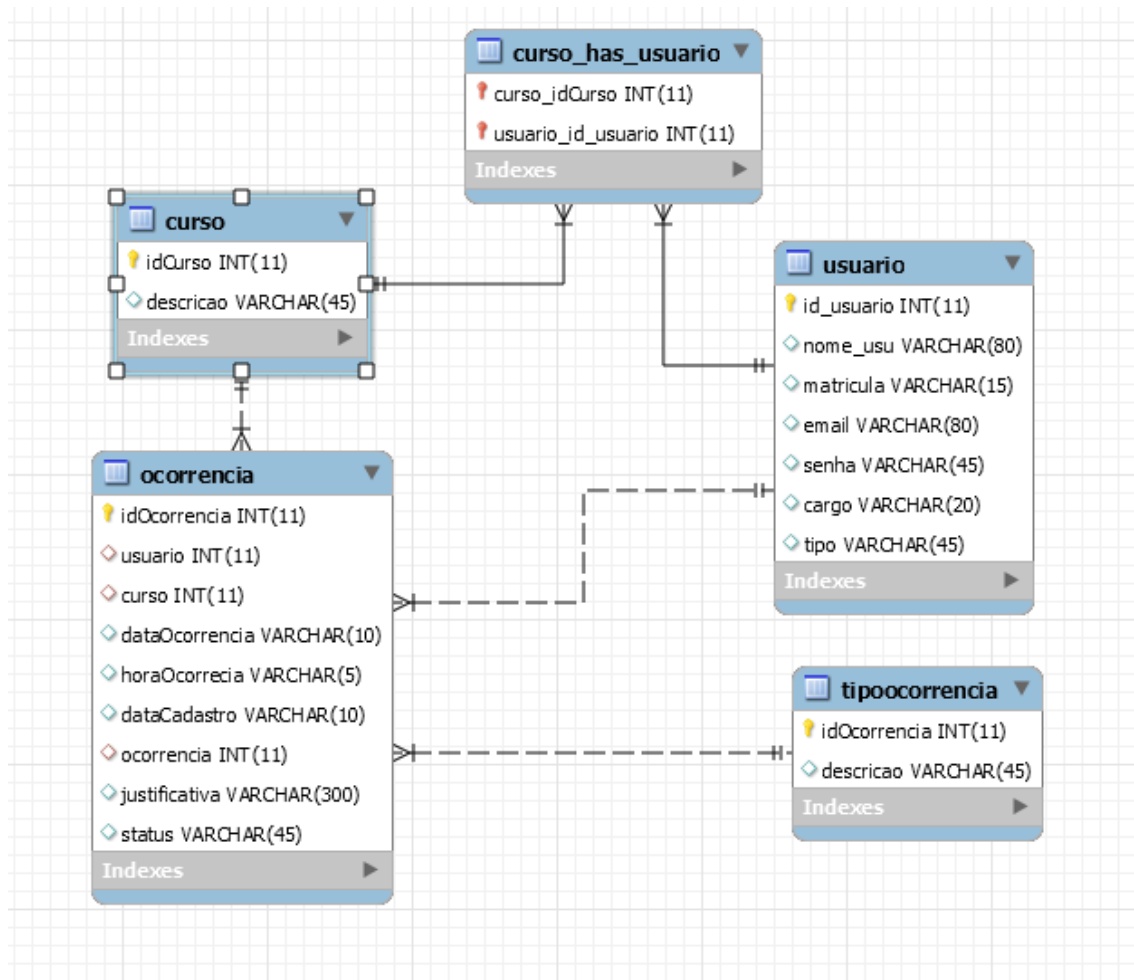 curso_has_usuario
curso_idCurso INT(11)
usuario_id_usuario INT(11)
Indexes
curso
idCurso INT(11)
descricao VARCHAR(45)
Indexes
usuario
id_usuario INT(11)
nome_usu VARCHAR(80)
matricula VARCHAR(15)
email VARCHAR(80)
senha VARCHAR(45)
cargo VARCHAR(20)
tipo VARCHAR(45)
Indexes
ocorrencia
idOcorrencia INT(11)
usuario INT(11)
curso INT(11)
dataOcorrencia VARCHAR(10)
horaOcorrecia VARCHAR(5)
dataCadastro VARCHAR(10)
ocorrencia INT(11)
justificativa VARCHAR(300)
status VARCHAR(45)
Indexes
tipoocorrencia
idOcorrencia INT(11)
descricao VARCHAR(45)
Indexes